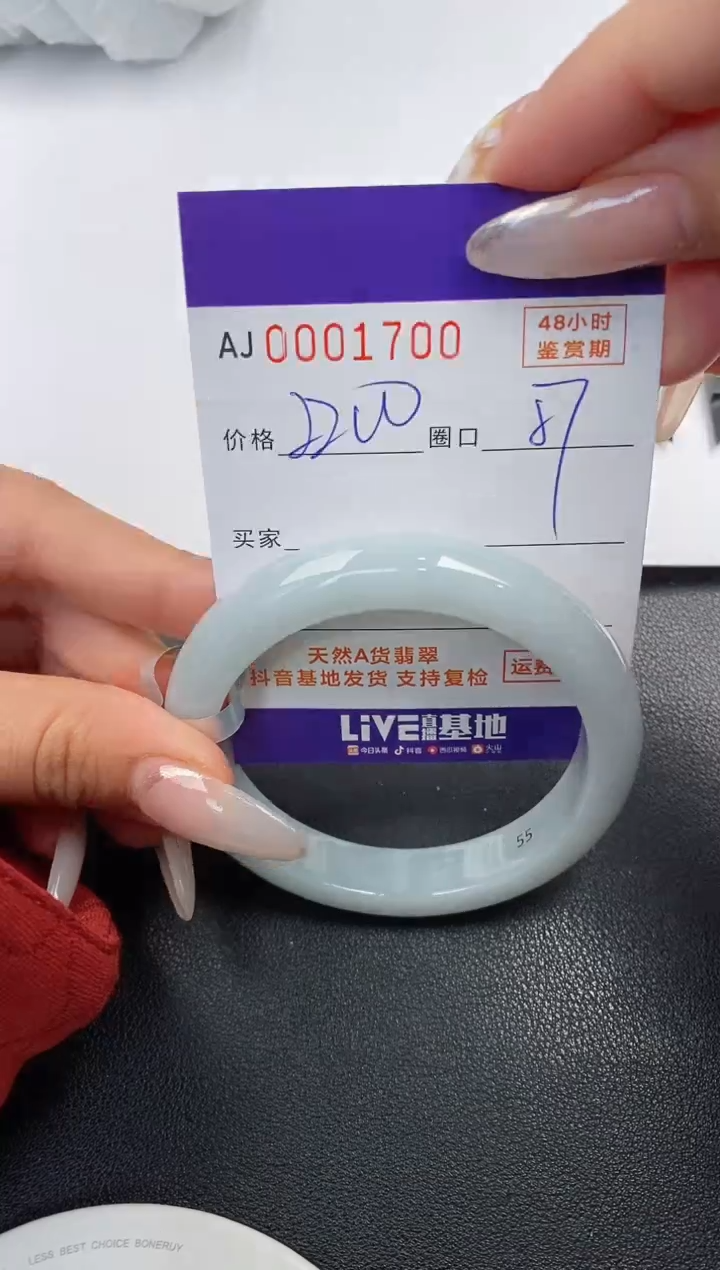 AJ 0001700
48小时
鉴赏期
价格 2200 圈口 57
买家
天然A货翡翠
抖音基地发货 支持复检
运费
LIVE直播基地
今日头条 抖音 西瓜视频 火山
55
LESS BEST CHOICE BONERUY